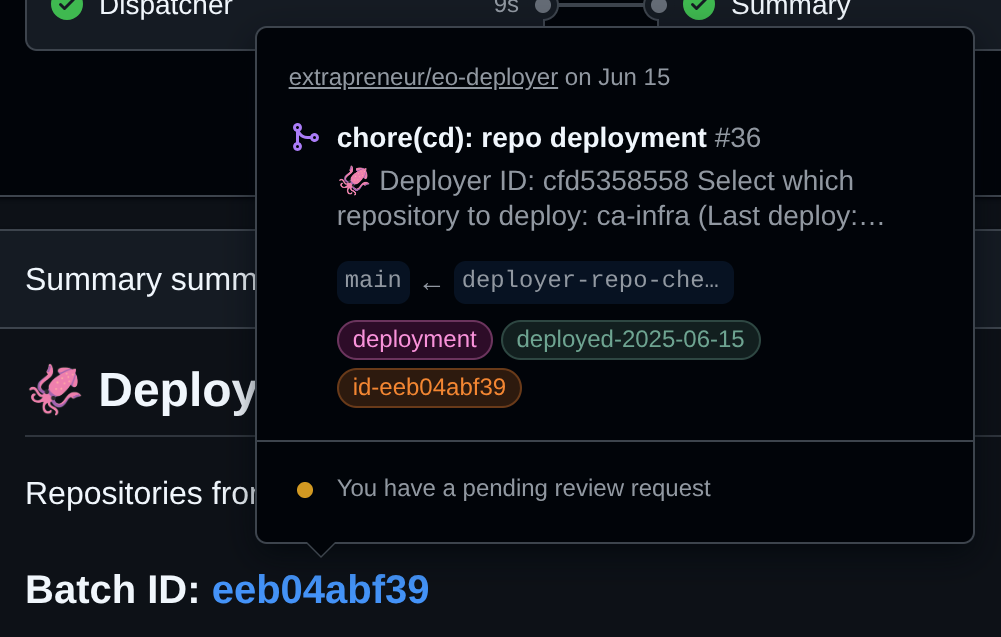 Dispatcher 9s Summary
extrapreneur/eo-deployer on Jun 15
chore(cd): repo deployment #36
🦑 Deployer ID: cfd5358558 Select which
repository to deploy: ca-infra (Last deploy:…
main ← deployer-repo-che…
deployment deployed-2025-06-15
id-eeb04abf39
You have a pending review request
Summary summ
🦑 Deploy
Repositories fror
Batch ID: eeb04abf39